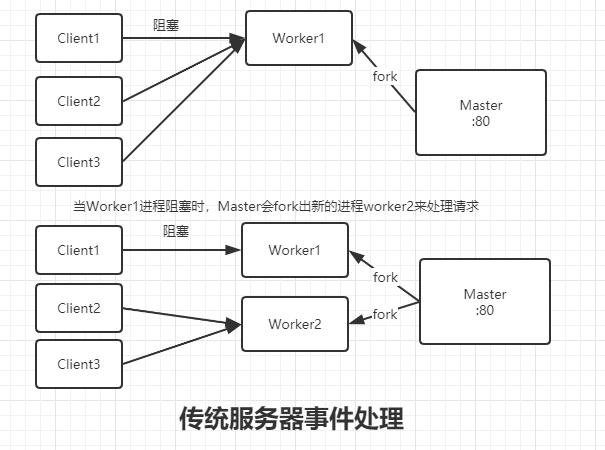 Client1
阻塞
Worker1
Client2
fork
Master
:80
Client3
当Worker1进程阻塞时，Master会fork出新的进程worker2来处理请求
Client1
阻塞
Worker1
fork
Client2
Master
:80
fork
Worker2
Client3
传统服务器事件处理